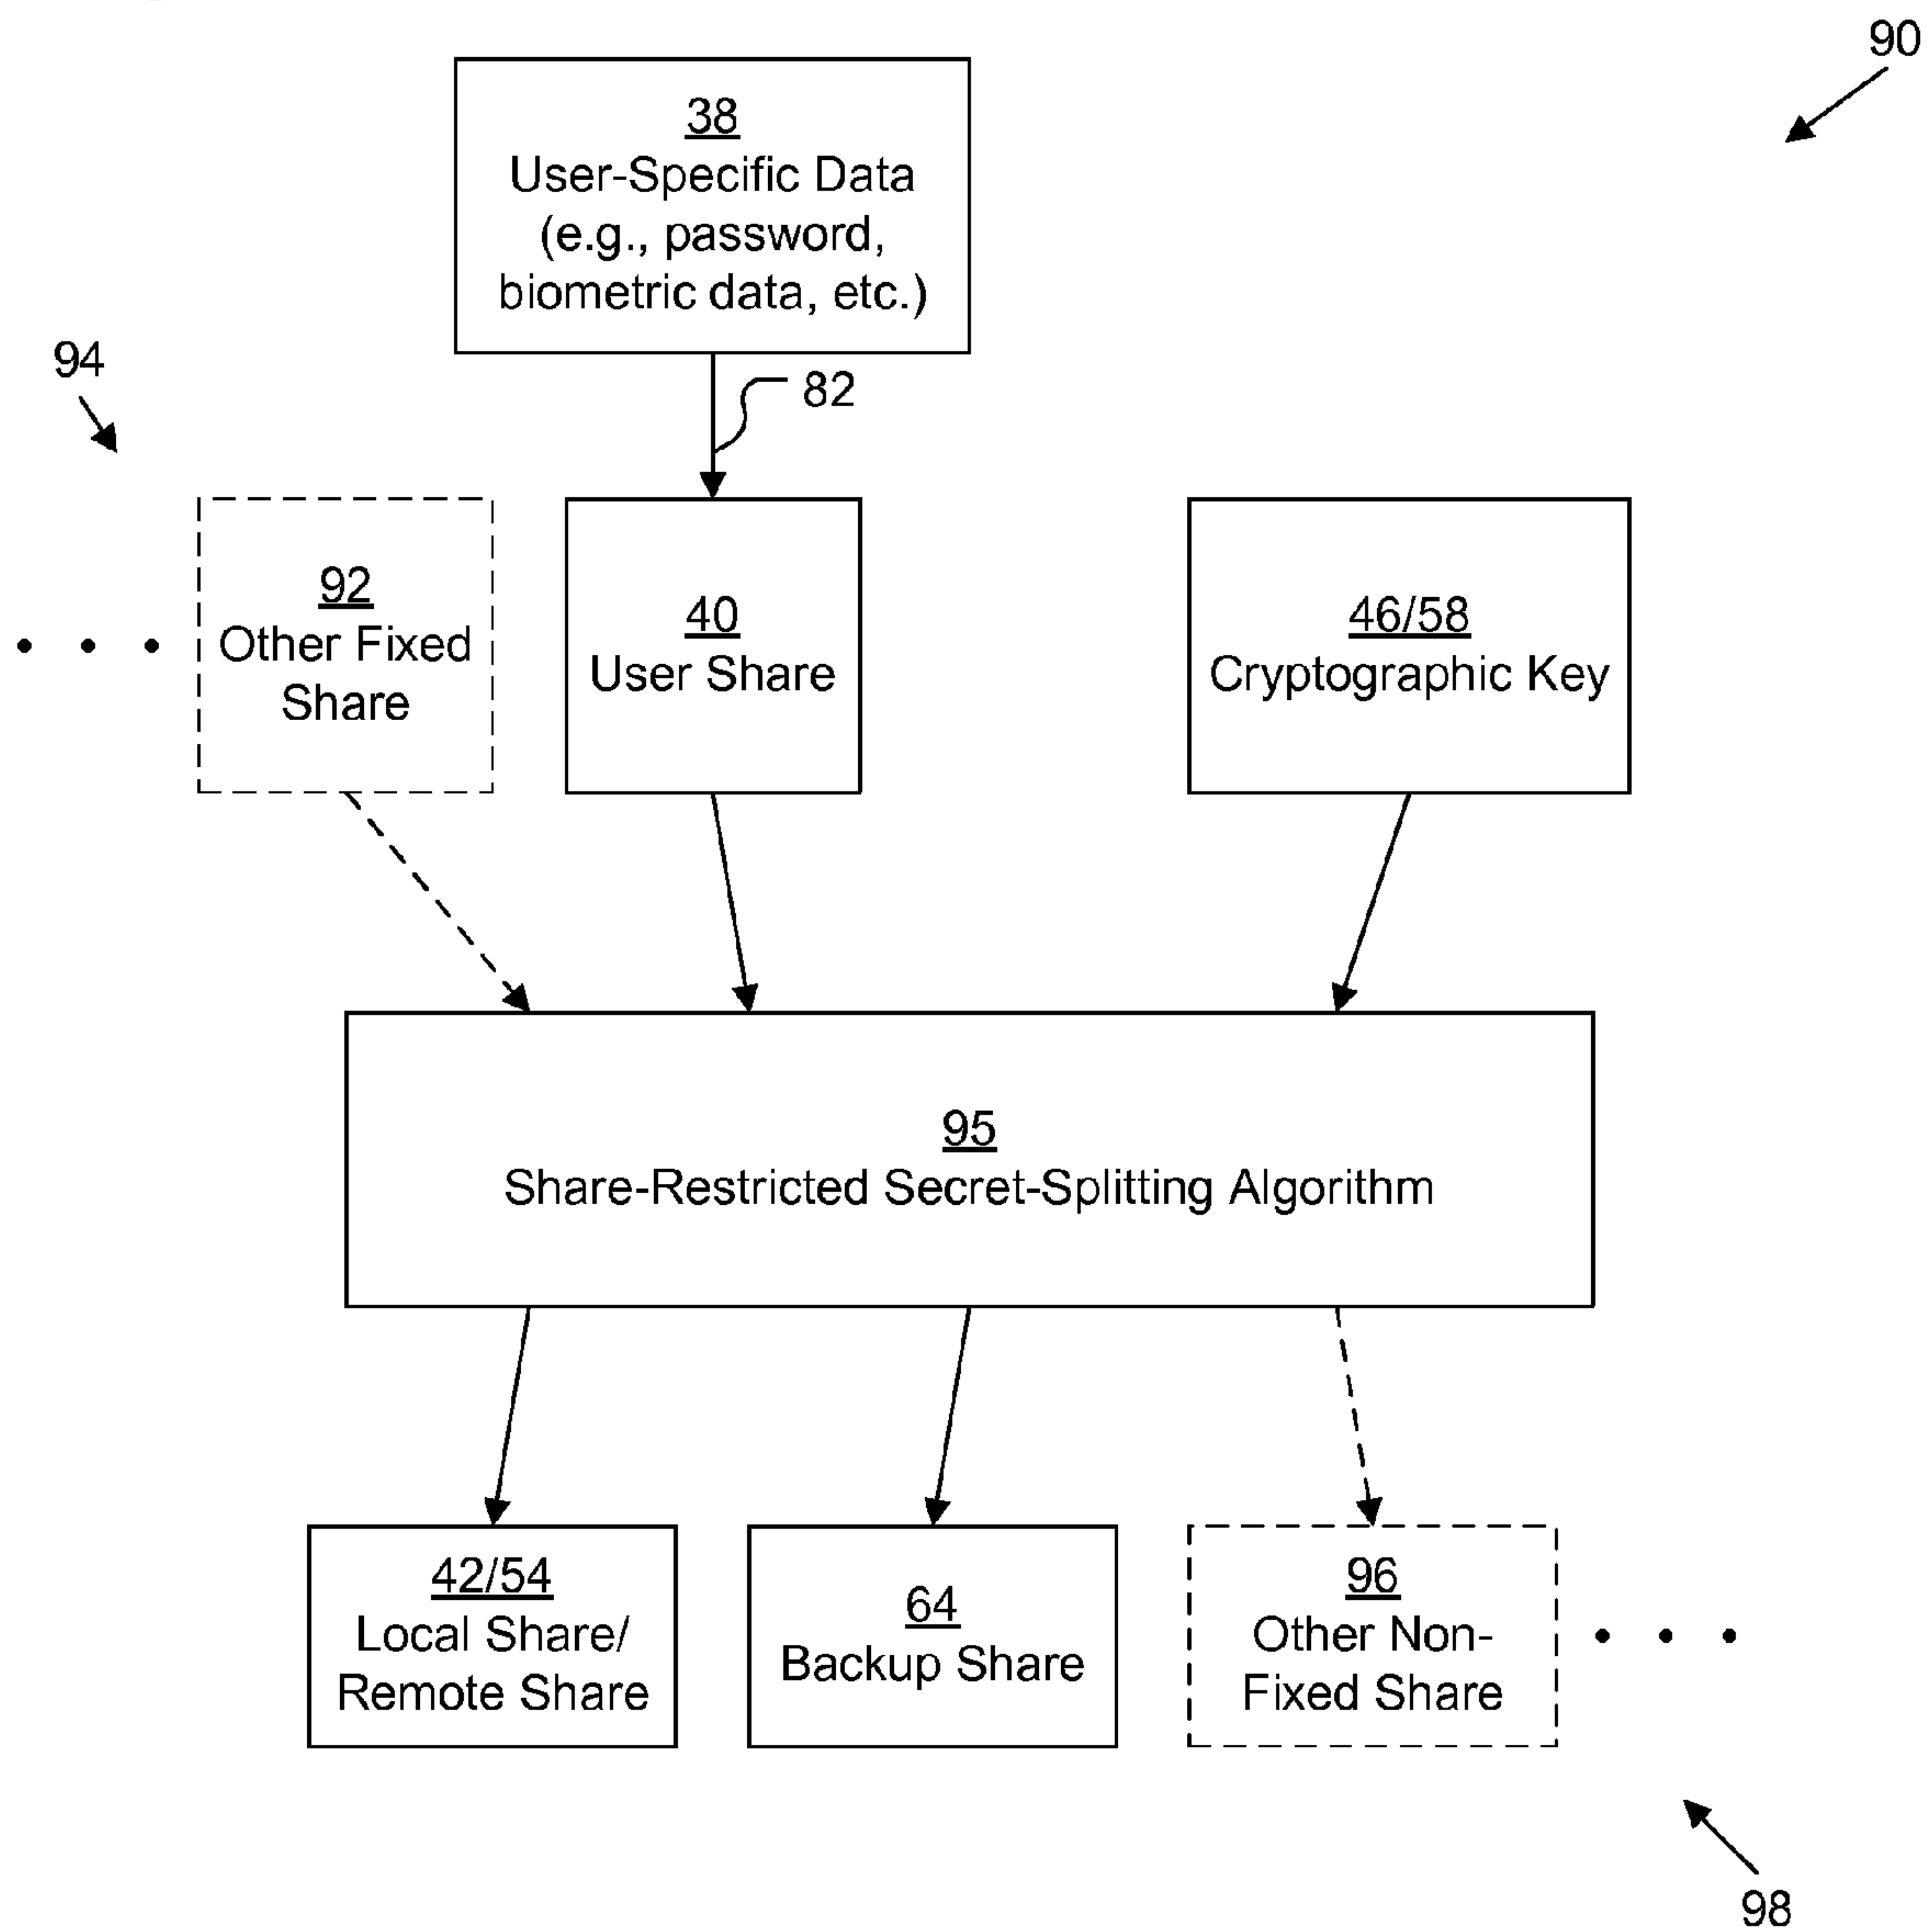 90
38
User-Specific Data
(e.g., password,
biometric data, etc.)
94
82
92
Other Fixed
Share
40
User Share
46/58
Cryptographic Key
95
Share-Restricted Secret-Splitting Algorithm
42/54
Local Share/
Remote Share
64
Backup Share
96
Other Non-
Fixed Share
98